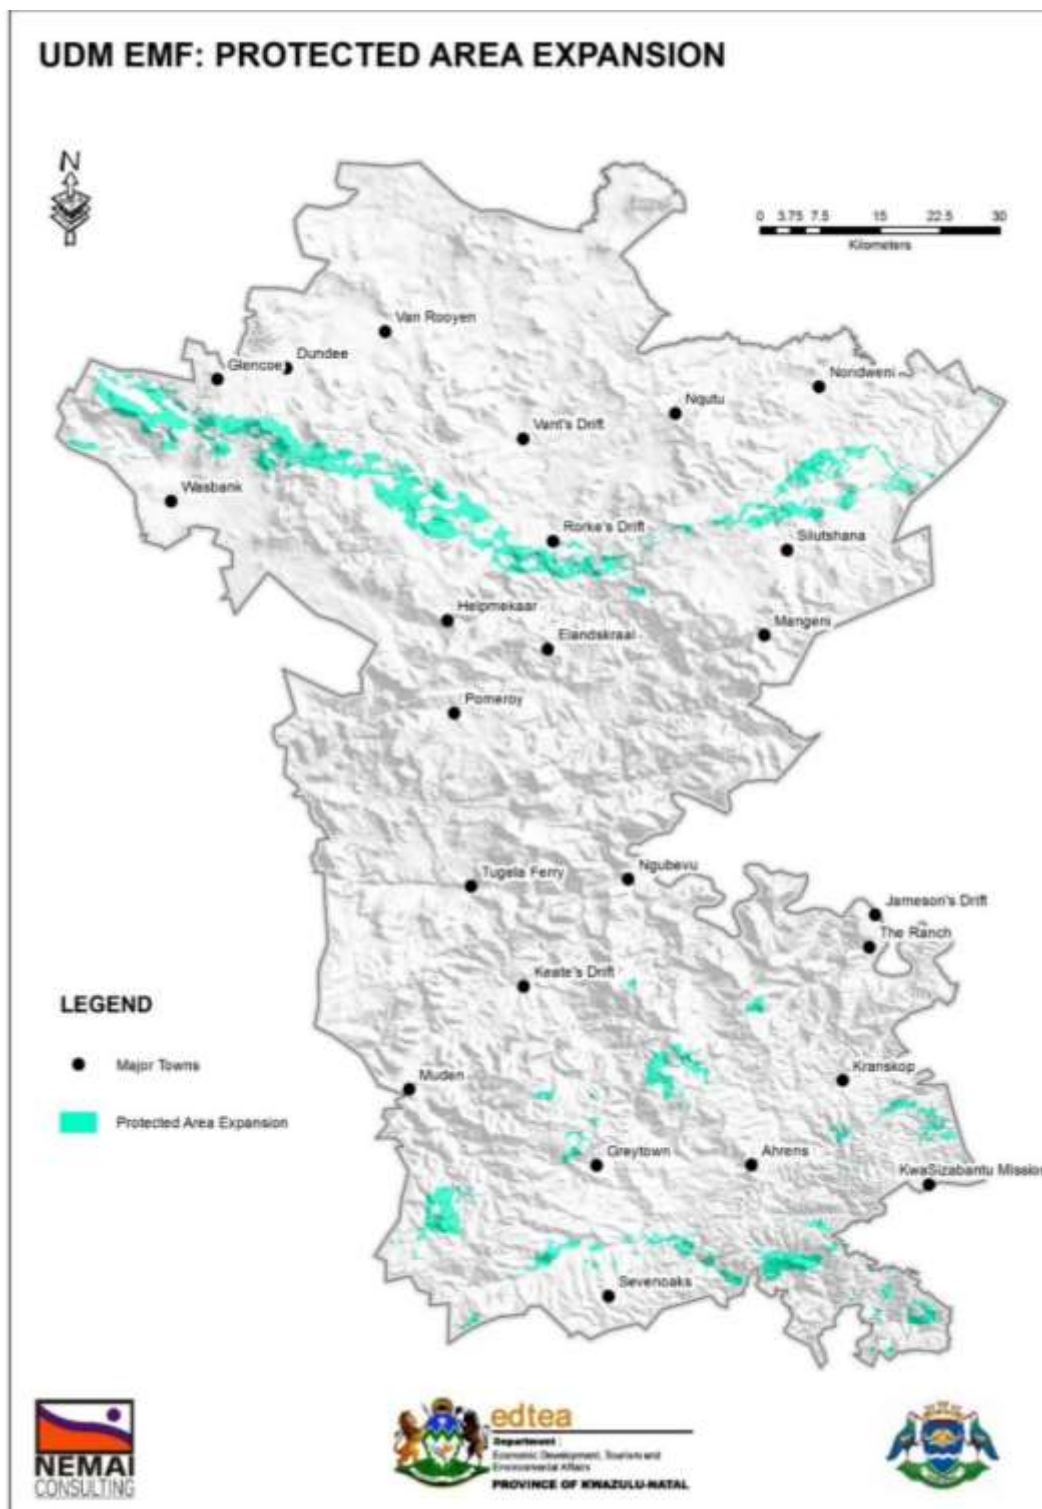 UDM EMF: PROTECTED AREA EXPANSION
N
0 3.75 7.5 15 22.5 30
Kilometers
Van Rooyen
Dundee
Glencoe
Nondweni
Nqutu
Vant's Drift
Wasbank
Rorke's Drift
Silutshana
Helpmekaar
Mangeni
Elandskraal
Pomeroy
Tugela Ferry
Ngubevu
Jameson's Drift
The Ranch
Keate's Drift
LEGEND
Major Towns
Muden
Kranskop
Protected Area Expansion
Greytown
Ahrens
KwaSizabantu Mission
Sevenoaks
NEMAI
CONSULTING
edtea
Department:
Economic Development, Tourism and
Environmental Affairs
PROVINCE OF KWAZULU-NATAL